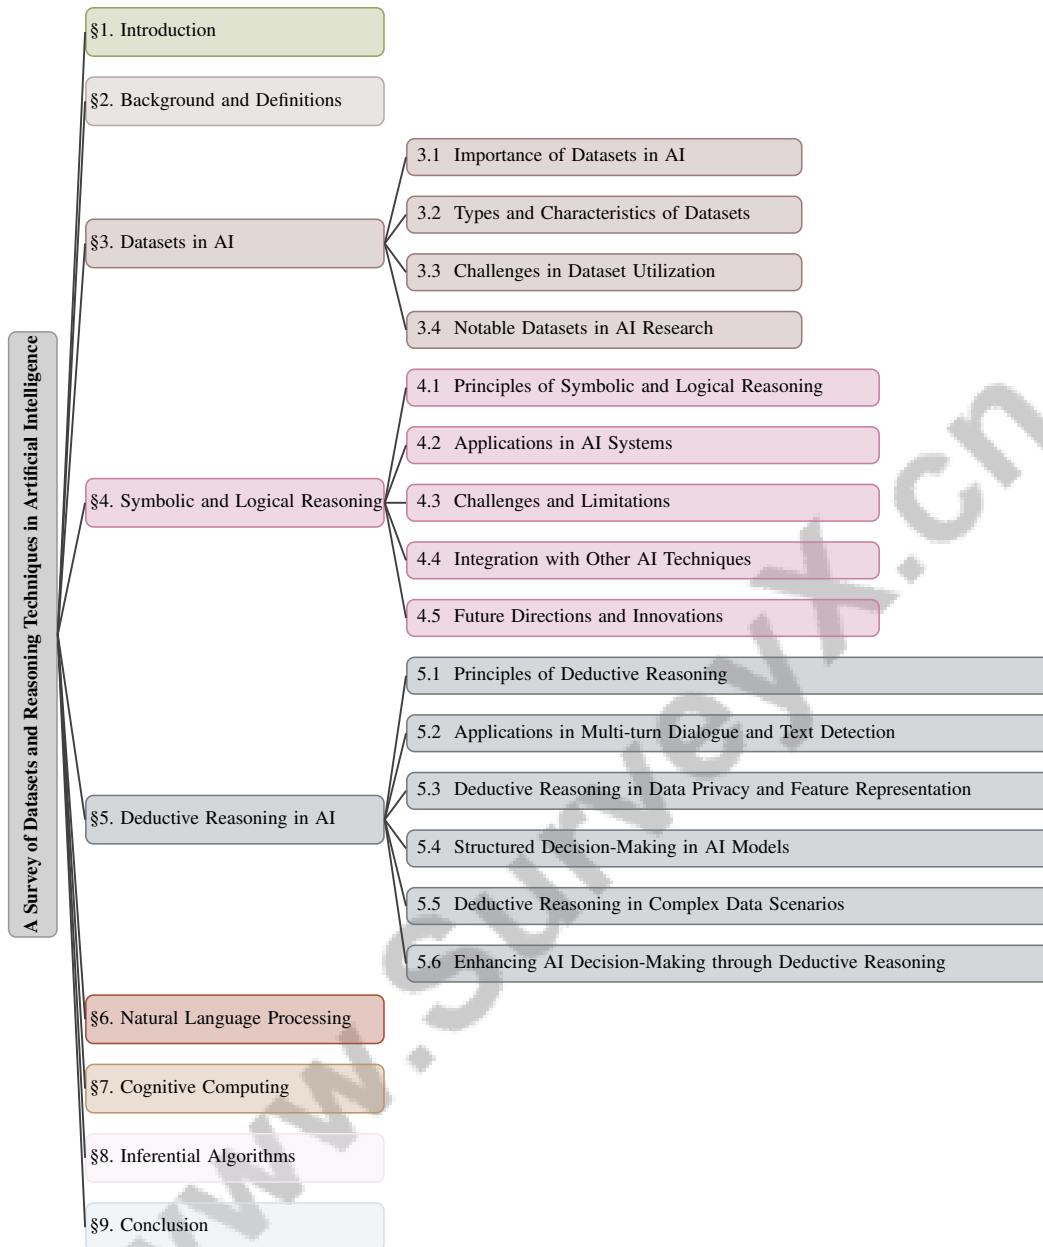 A Survey of Datasets and Reasoning Techniques in Artificial Intelligence
§1. Introduction
§2. Background and Definitions
§3. Datasets in AI
3.1 Importance of Datasets in AI
3.2 Types and Characteristics of Datasets
3.3 Challenges in Dataset Utilization
3.4 Notable Datasets in AI Research
§4. Symbolic and Logical Reasoning
4.1 Principles of Symbolic and Logical Reasoning
4.2 Applications in AI Systems
4.3 Challenges and Limitations
4.4 Integration with Other AI Techniques
4.5 Future Directions and Innovations
§5. Deductive Reasoning in AI
5.1 Principles of Deductive Reasoning
5.2 Applications in Multi-turn Dialogue and Text Detection
5.3 Deductive Reasoning in Data Privacy and Feature Representation
5.4 Structured Decision-Making in AI Models
5.5 Deductive Reasoning in Complex Data Scenarios
5.6 Enhancing AI Decision-Making through Deductive Reasoning
§6. Natural Language Processing
§7. Cognitive Computing
§8. Inferential Algorithms
§9. Conclusion
www.SurveyX.cn